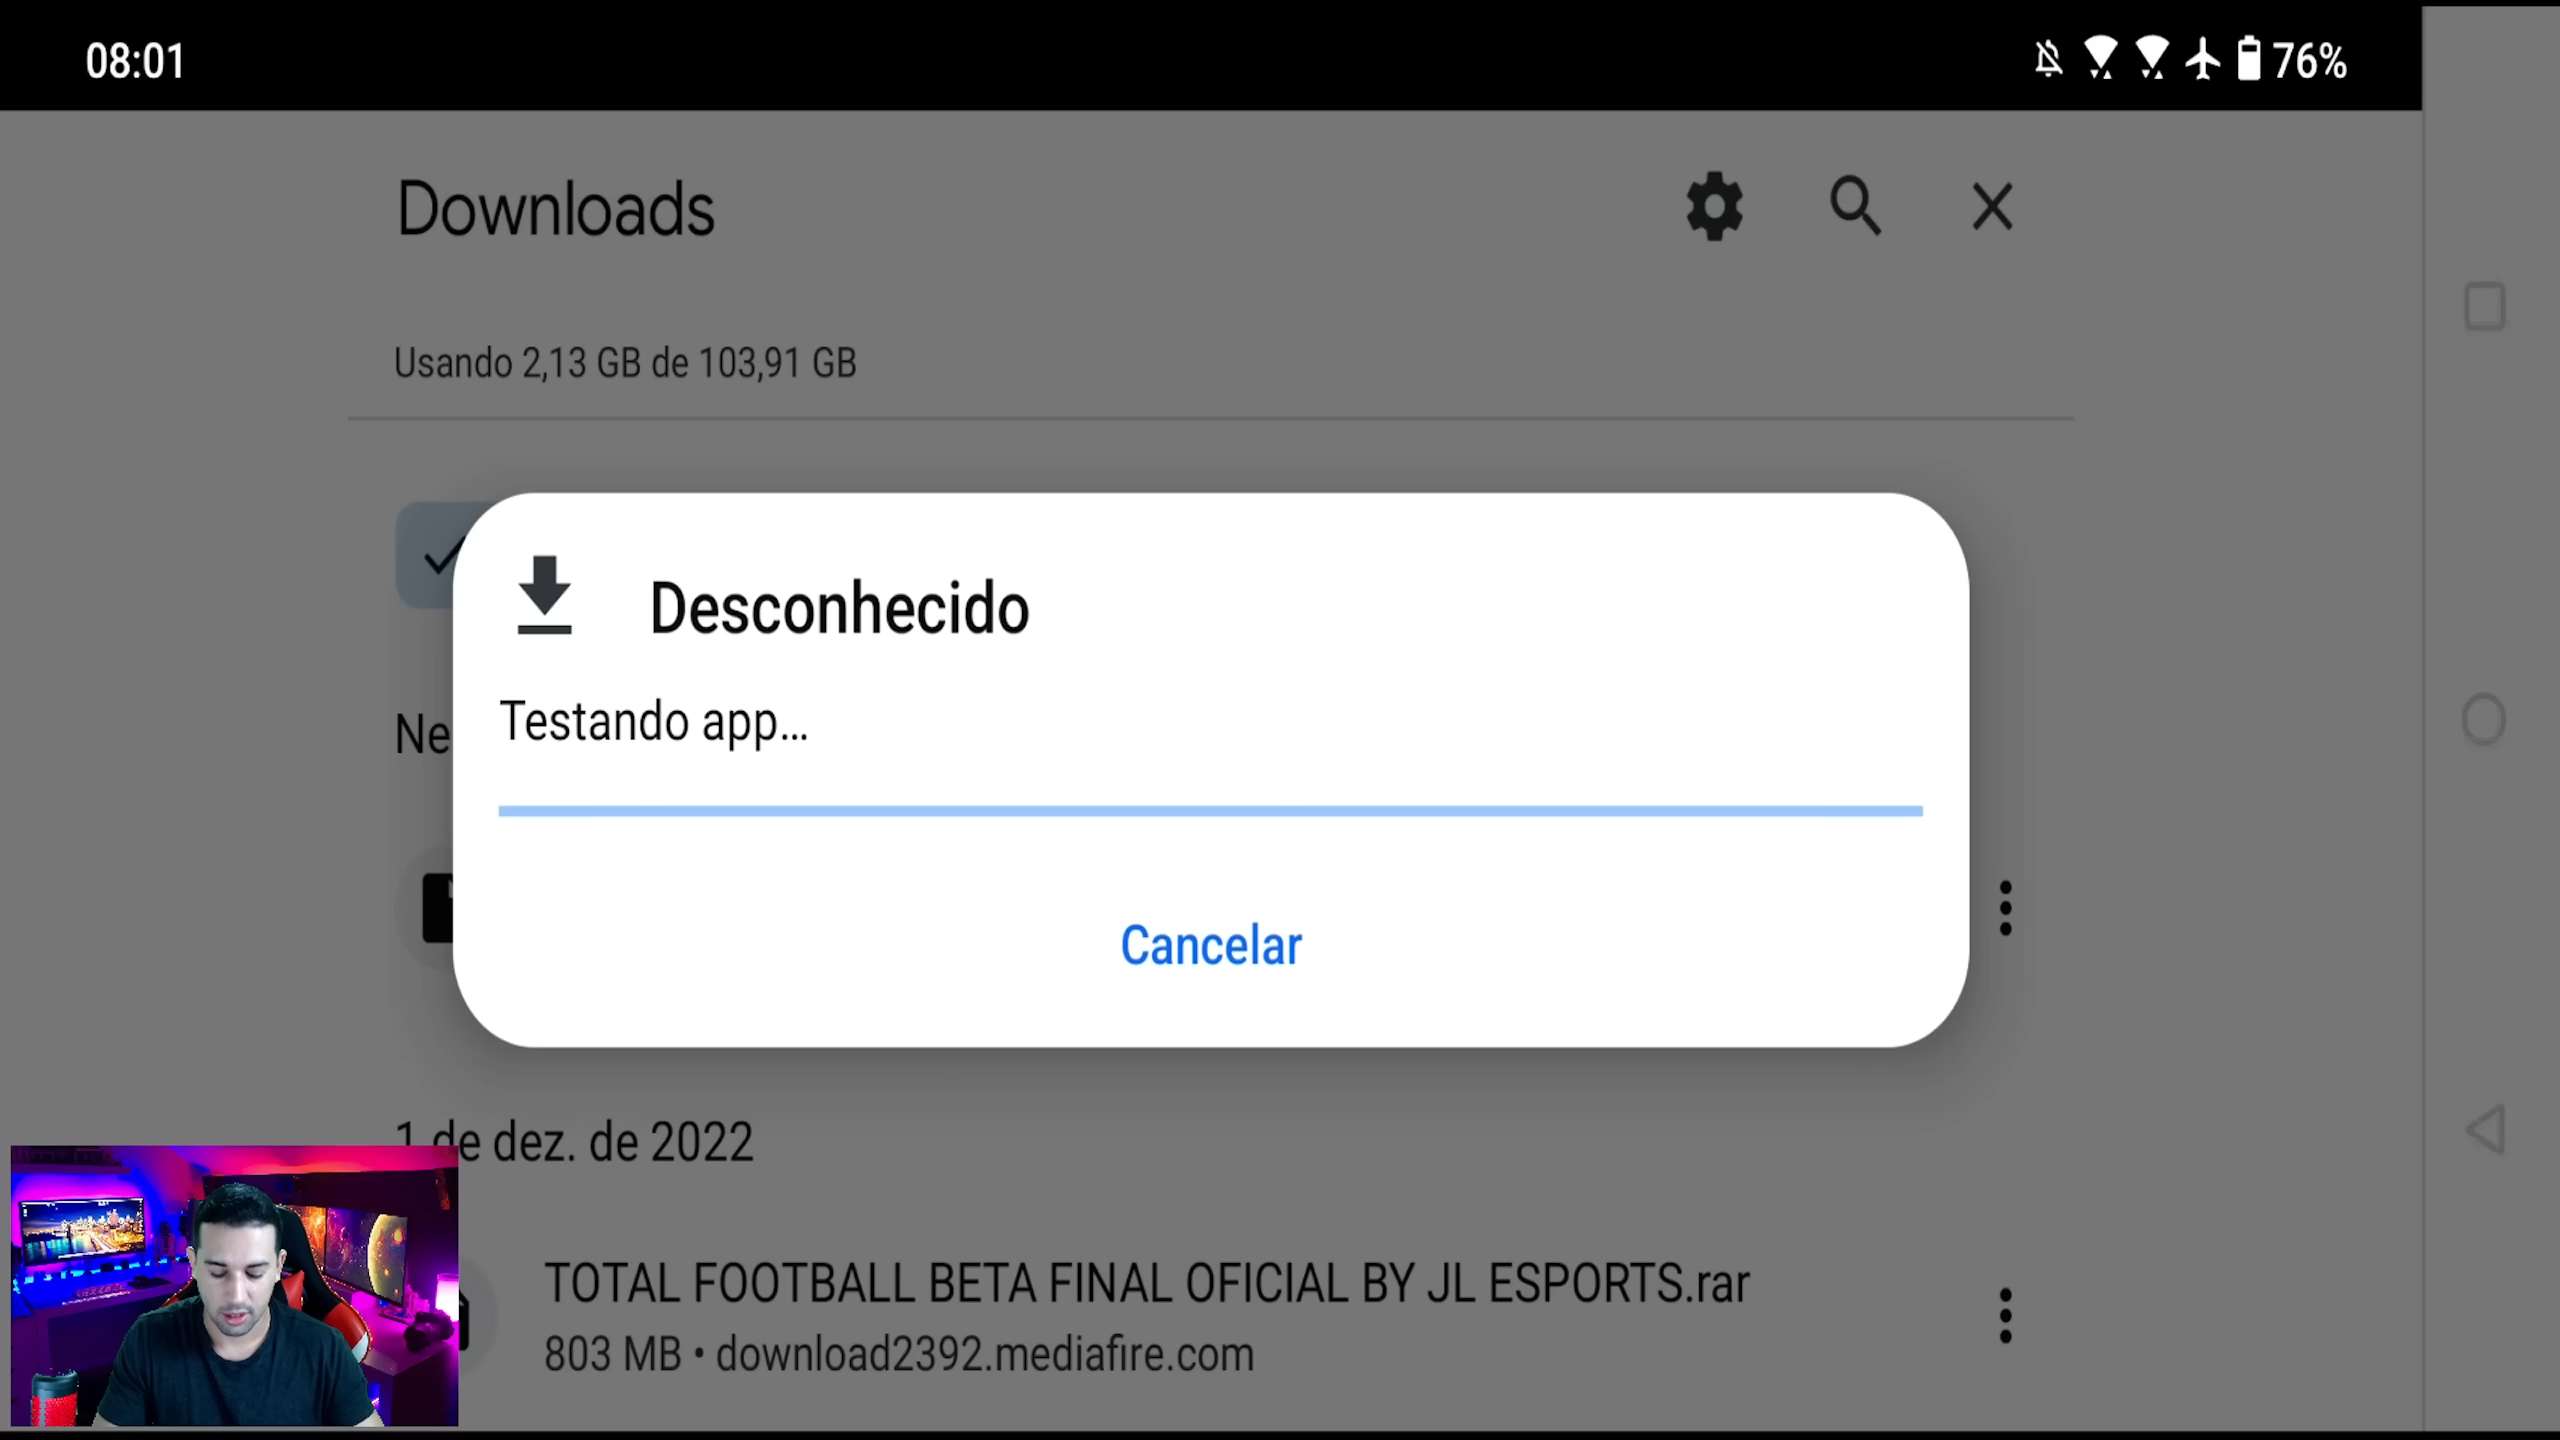 08:01
76%
Downloads
Usando 2,13 GB de 103,91 GB
Desconhecido
Testando app...
Ne
Cancelar
1 de dez. de 2022
TOTAL FOOTBALL BETA FINAL OFICIAL BY JL ESPORTS.rar
803 MB • download2392.mediafire.com